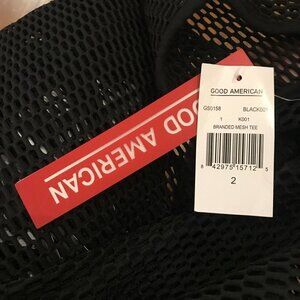 GOOD AMERICAN
GS0158 BLACK001
1 K001
BRANDED MESH TEE
8 42975 15712 5
2
GOOD AMERICAN